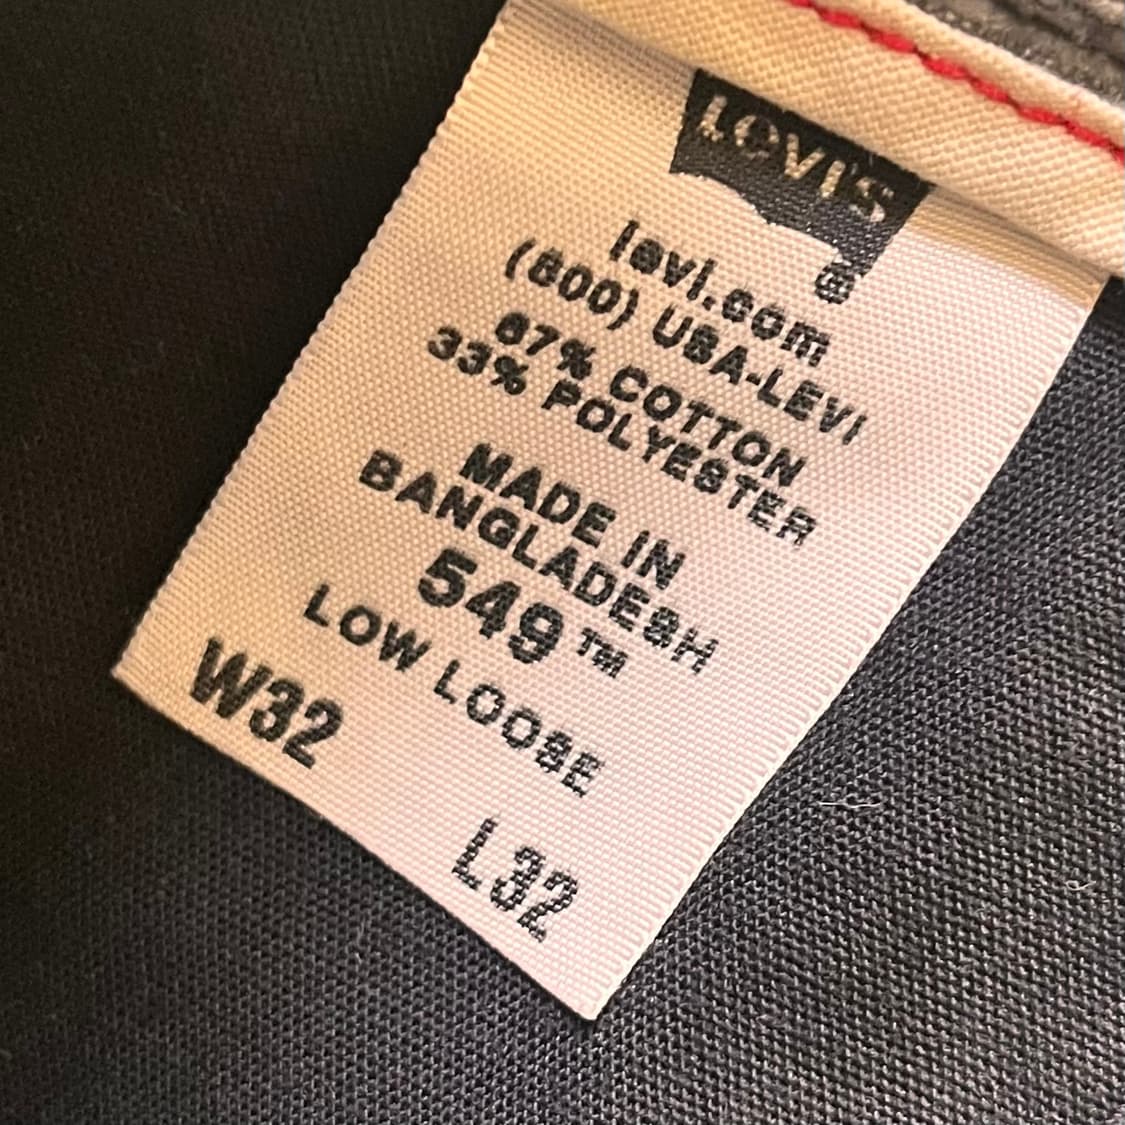 LEVI'S
®
levi.com
(800) USA-LEVI
67% COTTON
33% POLYESTER
MADE IN
BANGLADESH
549™
LOW LOOSE
W32
L32